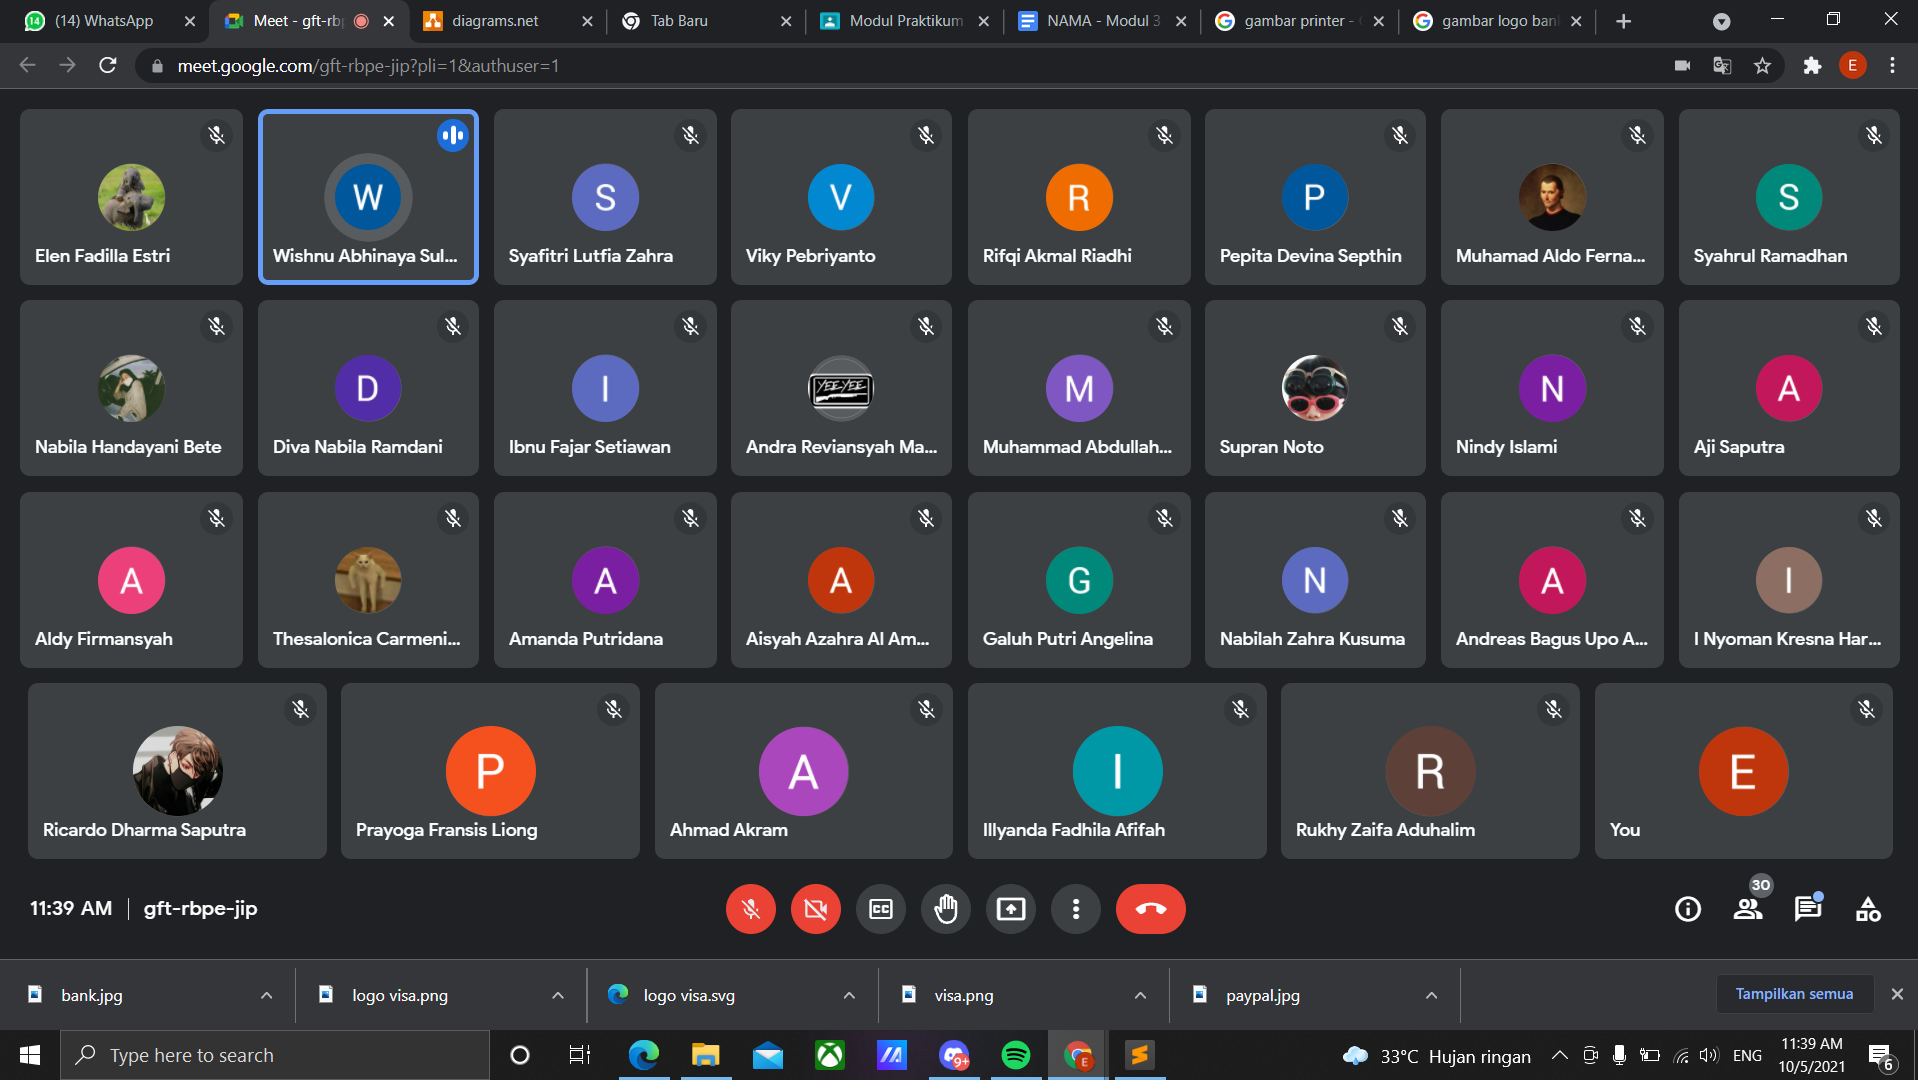 (14) WhatsApp
Meet - gft-rbp
diagrams.net
Tab Baru
Modul Praktikum
NAMA - Modul 3
gambar printer -
gambar logo ban
meet.google.com/gft-rbpe-jip?pli=1&authuser=1
E
W S V R P S
Elen Fadilla Estri
Wishnu Abhinaya Sul...
Syafitri Lutfia Zahra
Viky Pebriyanto
Rifqi Akmal Riadhi
Pepita Devina Septhin
Muhamad Aldo Ferna...
Syahrul Ramadhan
D I YEE-YEE M N A
Nabila Handayani Bete
Diva Nabila Ramdani
Ibnu Fajar Setiawan
Andra Reviansyah Ma...
Muhammad Abdullah...
Supran Noto
Nindy Islami
Aji Saputra
A A A G N A I
Aldy Firmansyah
Thesalonica Carmeni...
Amanda Putridana
Aisyah Azahra Al Am...
Galuh Putri Angelina
Nabilah Zahra Kusuma
Andreas Bagus Upo A...
I Nyoman Kresna Har...
P A I R E
Ricardo Dharma Saputra
Prayoga Fransis Liong
Ahmad Akram
Illyanda Fadhila Afifah
Rukhy Zaifa Aduhalim
You
11:39 AM | gft-rbpe-jip
CC
30
bank.jpg
logo visa.png
logo visa.svg
visa.png
paypal.jpg
Tampilkan semua
Type here to search
9+
E
33°C Hujan ringan
ENG
11:39 AM
10/5/2021
6